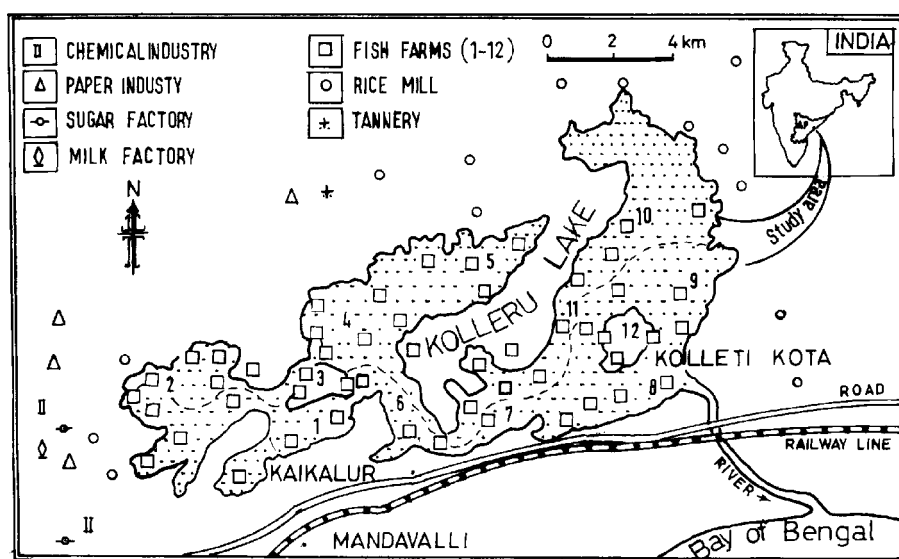 CHEMICALINDUSTRY
PAPER INDUSTY
SUGAR FACTORY
MILK FACTORY
FISH FARMS (1-12)
RICE MILL
TANNERY
0 2 4 km
INDIA
AP
Study area
N
KOLLERU LAKE
10
5
9
11
4
12
KOLLETI KOTA
3
2
8
6
7
1
ROAD
RAILWAY LINE
KAIKALUR
RIVER
MANDAVALLI
Bay of Bengal